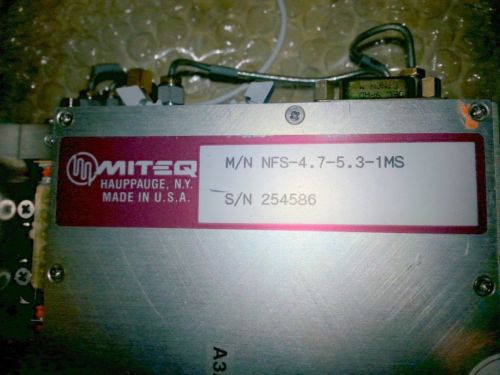 MITEQ
HAUPPAUGE, N.Y.
MADE IN U.S.A.
M/N NFS-4.7-5.3-1MS
S/N 254586
A3